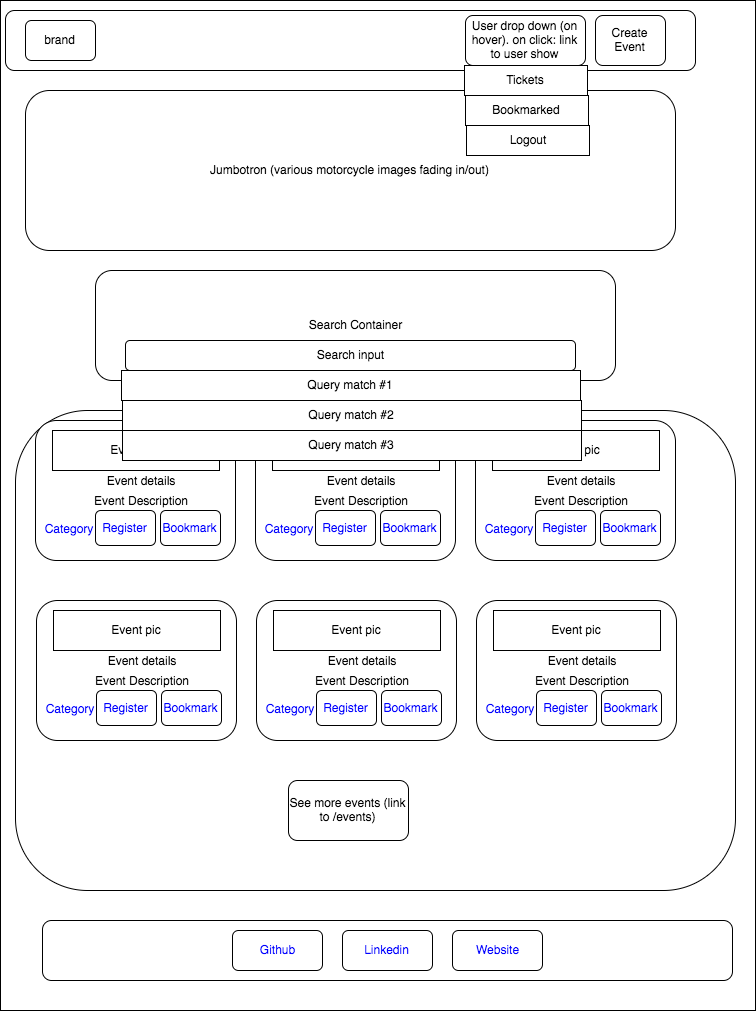 brand
User drop down (on
hover). on click: link
to user show
Create
Event
Tickets
Bookmarked
Logout
Jumbotron (various motorcycle images fading in/out)
Search Container
Search input
Query match #1
Query match #2
Query match #3
pic
Event details
Event Description
Category Register Bookmark
Event details
Event Description
Category Register Bookmark
Event details
Event Description
Category Register Bookmark
Event pic
Event details
Event Description
Category Register Bookmark
Event pic
Event details
Event Description
Category Register Bookmark
Event pic
Event details
Event Description
Category Register Bookmark
See more events (link
to /events)
Github
Linkedin
Website